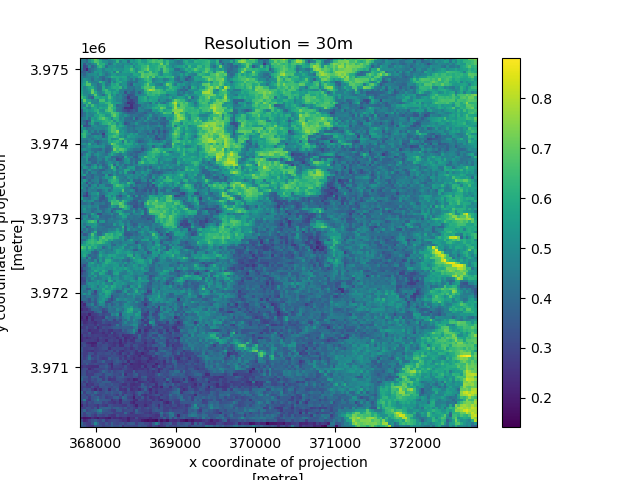 Resolution = 30m
1e6
3.975
3.974
3.973
3.972
3.971
y coordinate of projection
[metre]
368000 369000 370000 371000 372000
x coordinate of projection
[metre]
0.8
0.7
0.6
0.5
0.4
0.3
0.2